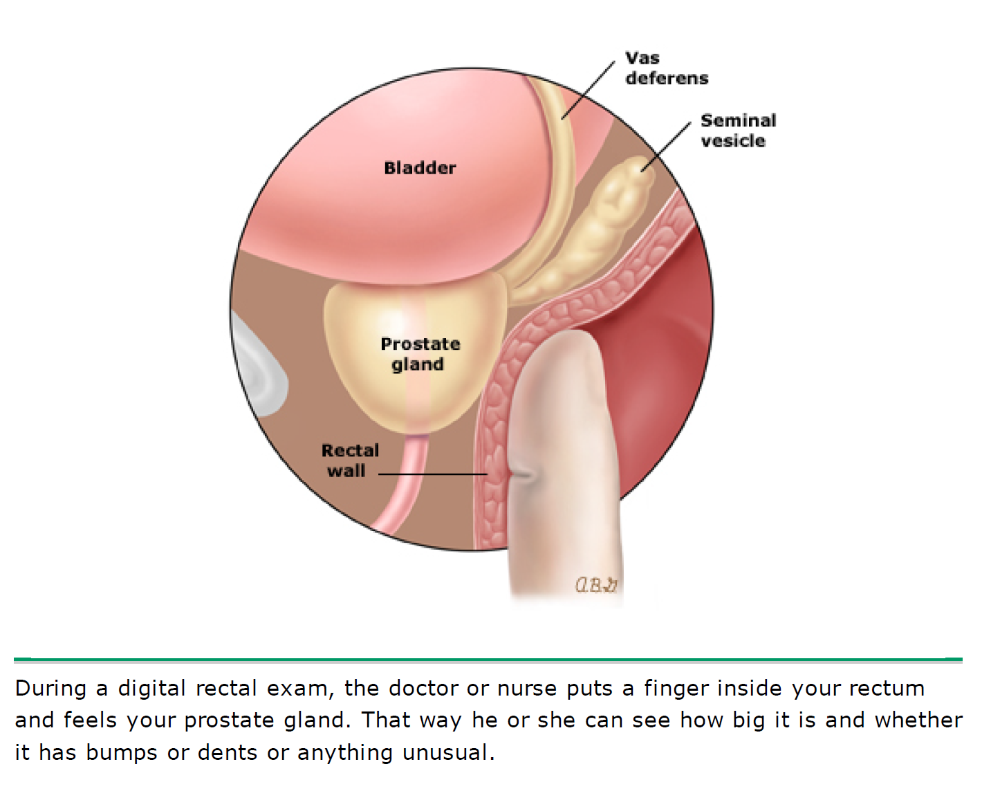 Vas
deferens
Seminal
vesicle
Bladder
Prostate
gland
Rectal
wall
During a digital rectal exam, the doctor or nurse puts a finger inside your rectum
and feels your prostate gland. That way he or she can see how big it is and whether
it has bumps or dents or anything unusual.